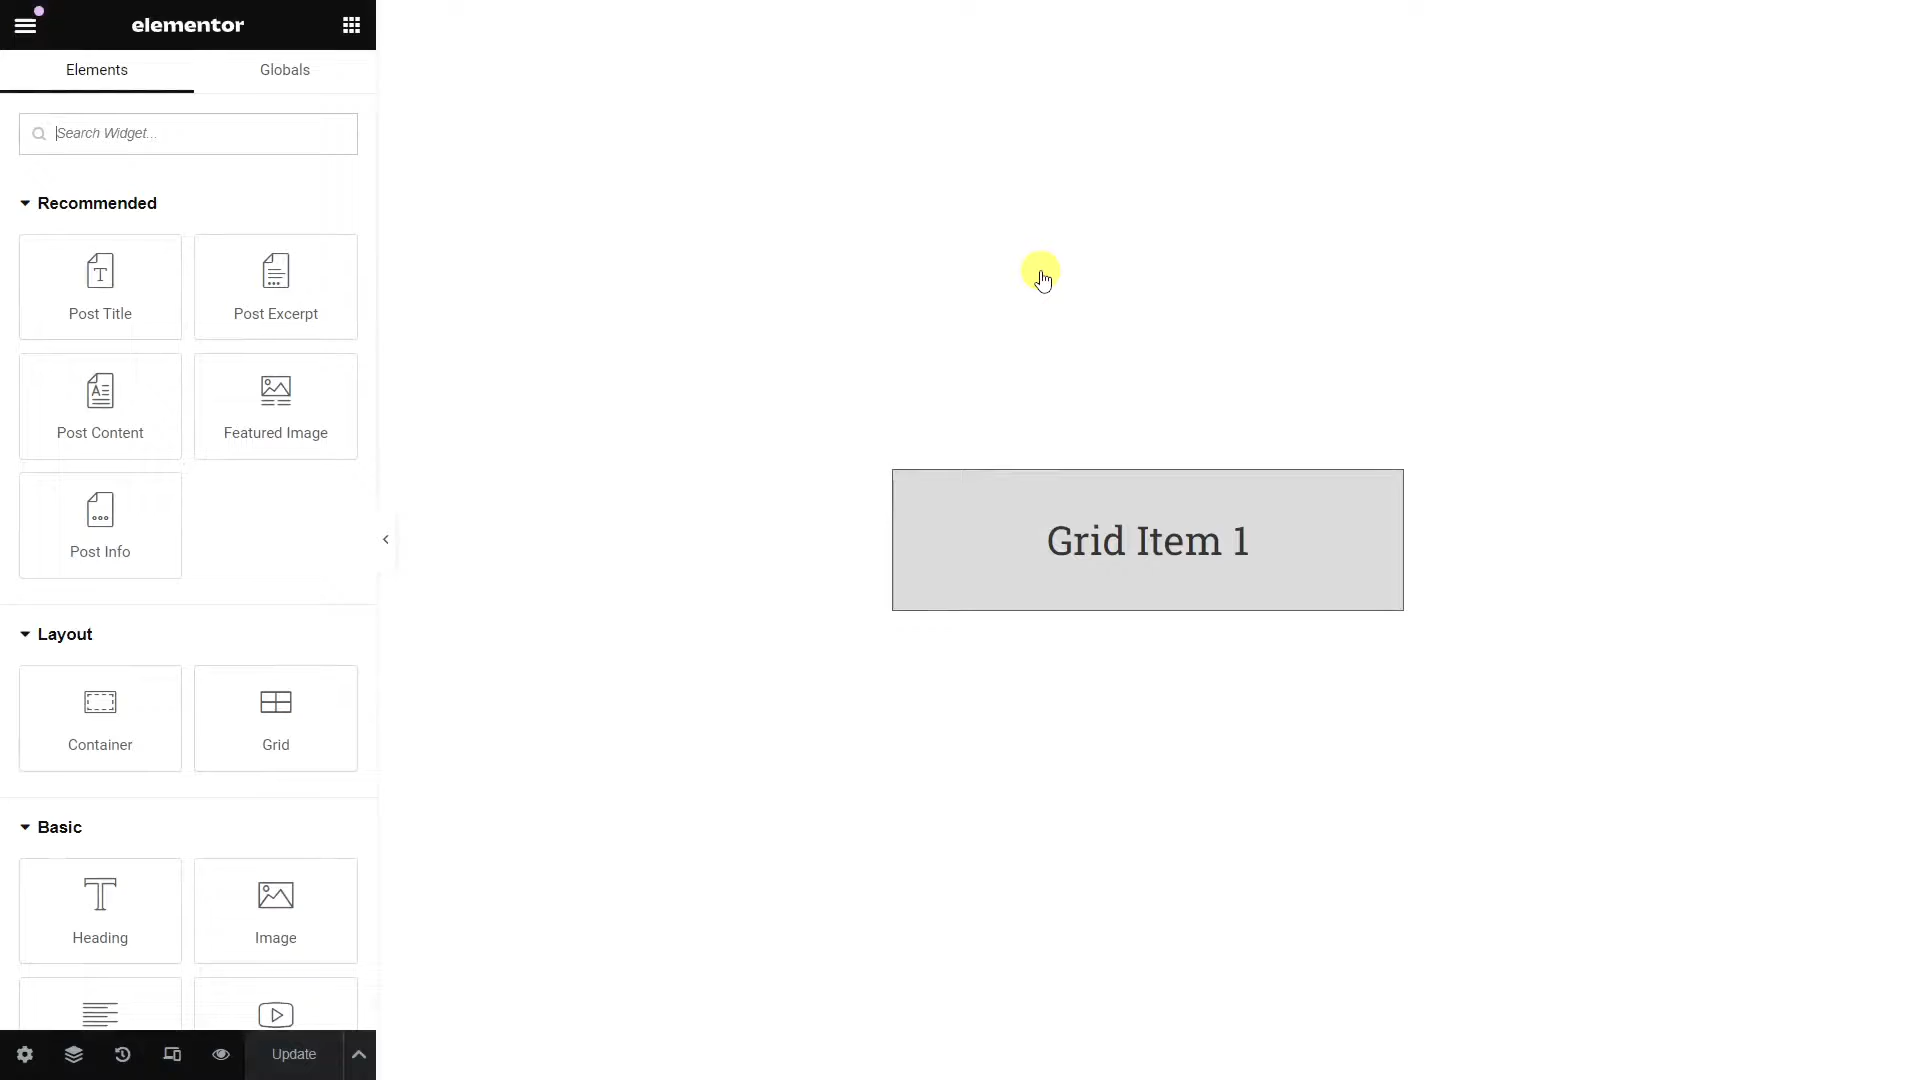 elementor
Elements
Globals
Search Widget...
Recommended
Post Title
Post Excerpt
Post Content
Featured Image
Post Info
Layout
Container
Grid
Basic
Heading
Image
Update
Grid Item 1